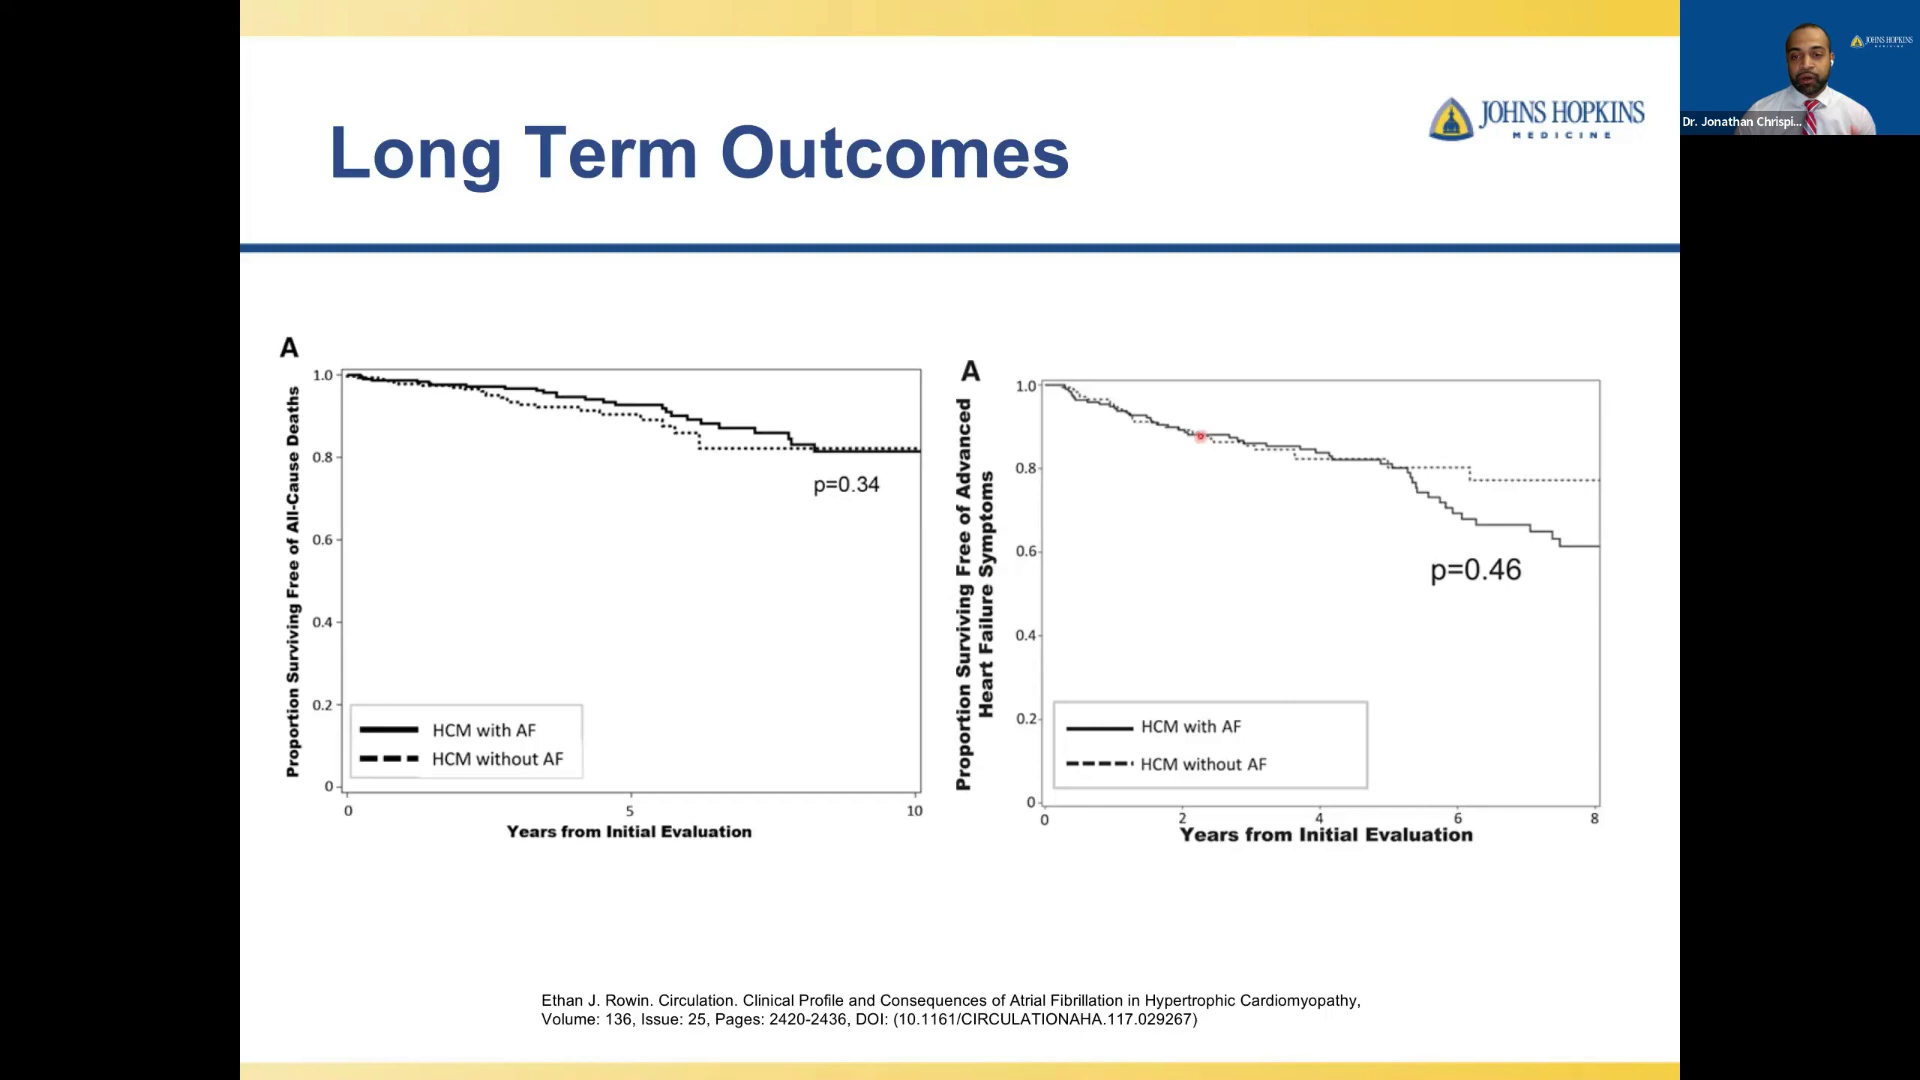 Long Term Outcomes
JOHNS HOPKINS
MEDICINE
JOHNS HOPKINS
MEDICINE
Dr. Jonathan Chrispi...
A
Proportion Surviving Free of All-Cause Deaths
1.0
0.8
0.6
0.4
0.2
0
p=0.34
HCM with AF
HCM without AF
0 5 10
Years from Initial Evaluation
A
Proportion Surviving Free of Advanced
Heart Failure Symptoms
1.0
0.8
0.6
0.4
0.2
0
p=0.46
HCM with AF
HCM without AF
0 2 4 6 8
Years from Initial Evaluation
Ethan J. Rowin. Circulation. Clinical Profile and Consequences of Atrial Fibrillation in Hypertrophic Cardiomyopathy,
Volume: 136, Issue: 25, Pages: 2420-2436, DOI: (10.1161/CIRCULATIONAHA.117.029267)